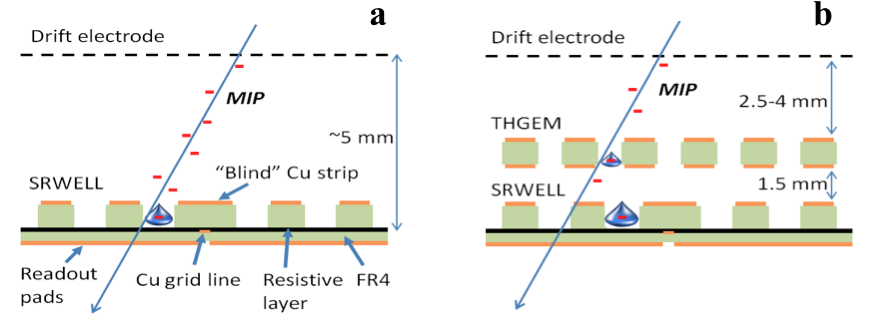 a
Drift electrode
MIP
~5 mm
"Blind" Cu strip
SRWELL
Readout
pads
Cu grid line
Resistive
layer
FR4
b
Drift electrode
MIP
2.5-4 mm
THGEM
1.5 mm
SRWELL